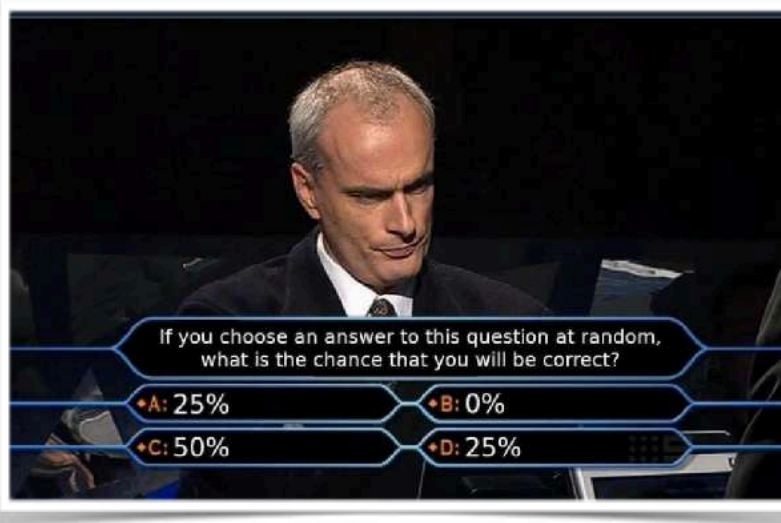 If you choose an answer to this question at random,
what is the chance that you will be correct?
A: 25%
B: 0%
C: 50%
D: 25%